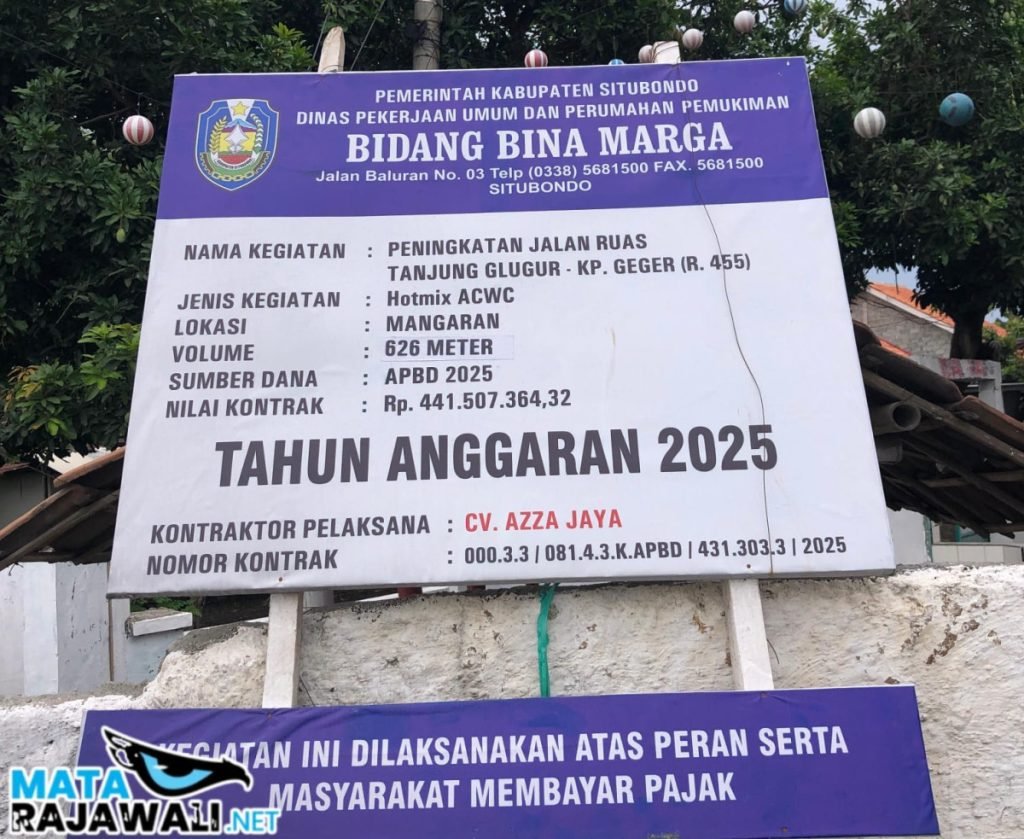 PEMERINTAH KABUPATEN SITUBONDO
DINAS PEKERJAAN UMUM DAN PERUMAHAN PEMUKIMAN
BIDANG BINA MARGA
Jalan Baluran No. 03 Telp (0338) 5681500 FAX. 5681500
SITUBONDO
NAMA KEGIATAN : PENINGKATAN JALAN RUAS
TANJUNG GLUGUR - KP. GEGER (R. 455)
JENIS KEGIATAN : Hotmix ACWC
LOKASI : MANGARAN
VOLUME : 626 METER
SUMBER DANA : APBD 2025
NILAI KONTRAK : Rp. 441.507.364,32
TAHUN ANGGARAN 2025
KONTRAKTOR PELAKSANA : CV. AZZA JAYA
NOMOR KONTRAK : 000.3.3 / 081.4.3.K.APBD / 431.303.3 / 2025
KEGIATAN INI DILAKSANAKAN ATAS PERAN SERTA
MASYARAKAT MEMBAYAR PAJAK
MATA
RAJAWALI.NET